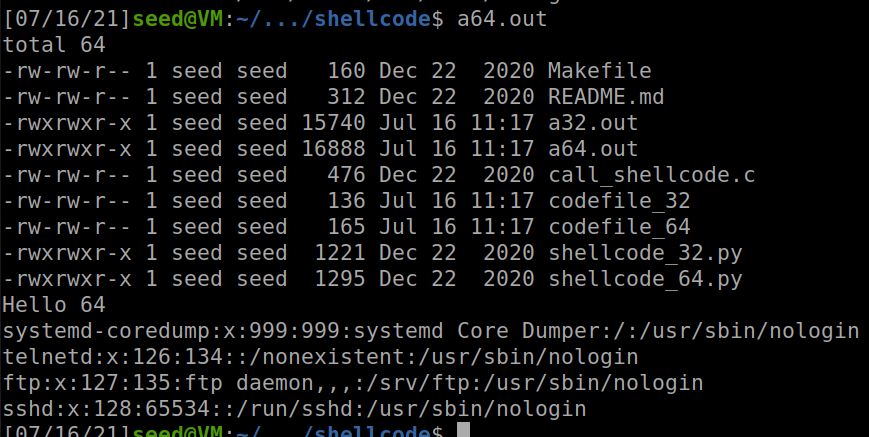 [07/16/21]seed@VM:~/.../shellcode$ a64.out
total 64
-rw-rw-r-- 1 seed seed   160 Dec 22  2020 Makefile
-rw-rw-r-- 1 seed seed   312 Dec 22  2020 README.md
-rwxrwxr-x 1 seed seed 15740 Jul 16 11:17 a32.out
-rwxrwxr-x 1 seed seed 16888 Jul 16 11:17 a64.out
-rw-rw-r-- 1 seed seed   476 Dec 22  2020 call_shellcode.c
-rw-rw-r-- 1 seed seed   136 Jul 16 11:17 codefile_32
-rw-rw-r-- 1 seed seed   165 Jul 16 11:17 codefile_64
-rwxrwxr-x 1 seed seed  1221 Dec 22  2020 shellcode_32.py
-rwxrwxr-x 1 seed seed  1295 Dec 22  2020 shellcode_64.py
Hello 64
systemd-coredump:x:999:999:systemd Core Dumper:/:/usr/sbin/nologin
telnetd:x:126:134::/nonexistent:/usr/sbin/nologin
ftp:x:127:135:ftp daemon,,,:/srv/ftp:/usr/sbin/nologin
sshd:x:128:65534::/run/sshd:/usr/sbin/nologin
[07/16/21]seed@VM:~/.../shellcode$